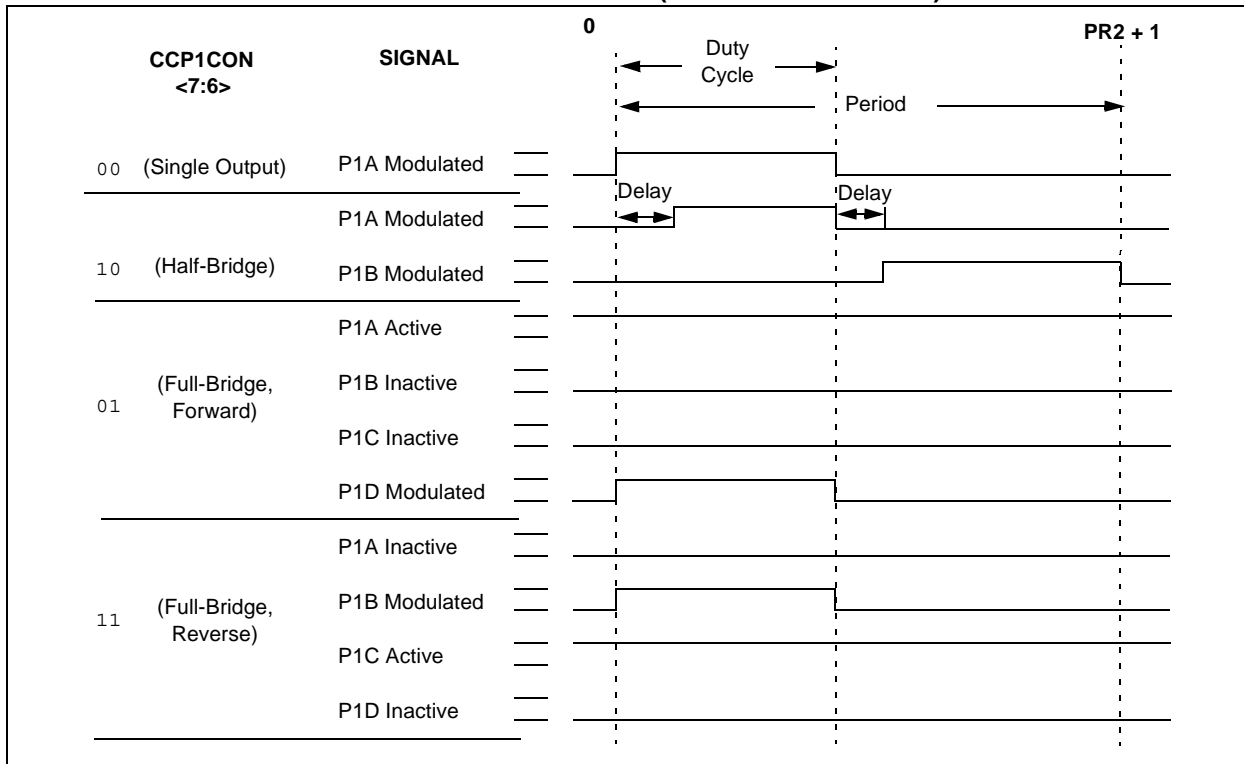 0
PR2 + 1
CCP1CON
<7:6>
SIGNAL
Duty
Cycle
Period
00 (Single Output) P1A Modulated
Delay
Delay
P1A Modulated
10 (Half-Bridge)
P1B Modulated
P1A Active
01 (Full-Bridge,
Forward)
P1B Inactive
P1C Inactive
P1D Modulated
P1A Inactive
11 (Full-Bridge,
Reverse)
P1B Modulated
P1C Active
P1D Inactive